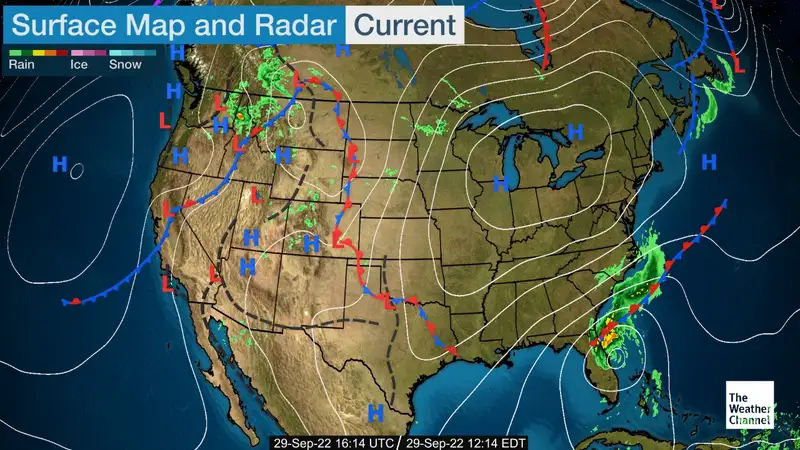 Surface Map and Radar Current
Rain Ice Snow
L
H
H
L
L
H
L
L
H
H
L
L
H
H
H
H
H
L
L
H
H
L
H
L
L
L
H
The
Weather
Channel
29-Sep-22 16:14 UTC / 29-Sep-22 12:14 EDT